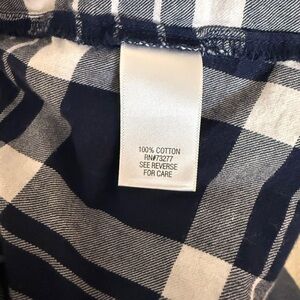 100% COTTON
RN#73277
SEE REVERSE
FOR CARE